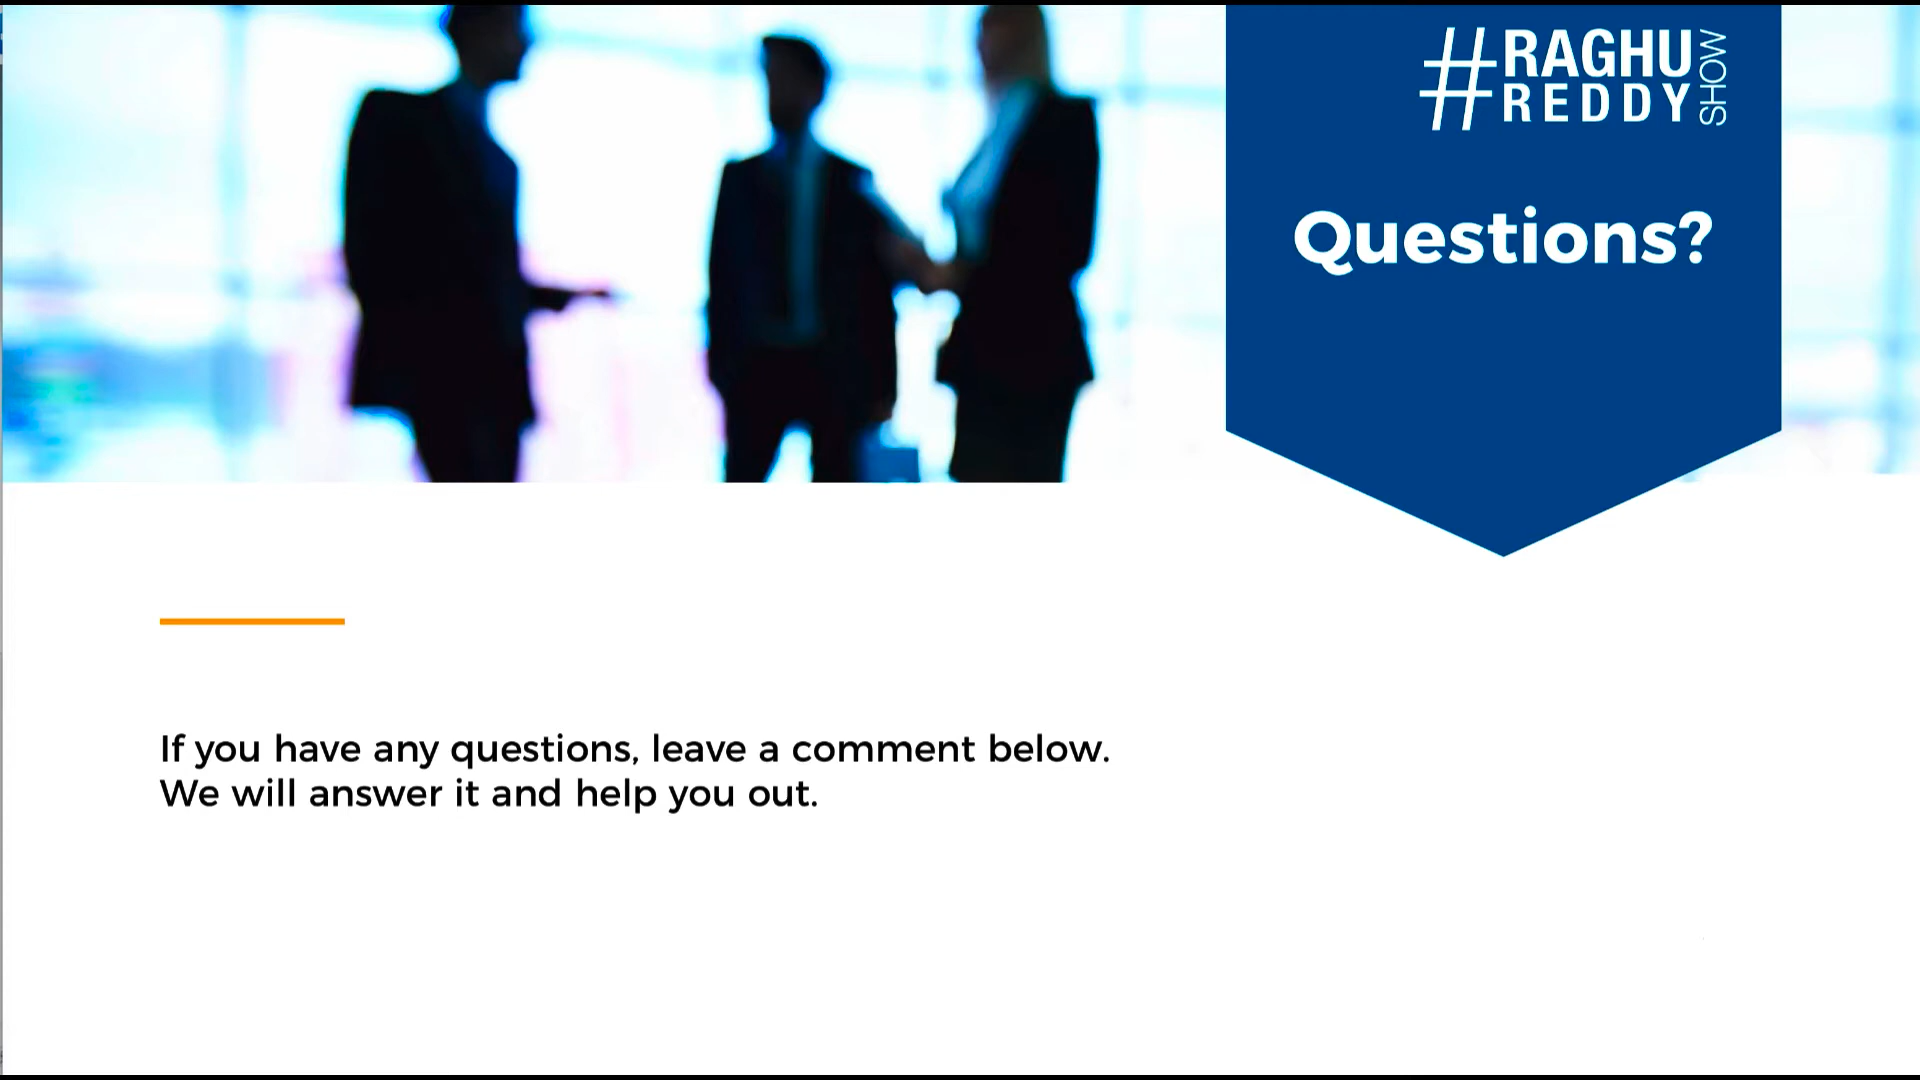 #RAGHU
REDDY
SHOW
Questions?
If you have any questions, leave a comment below.
We will answer it and help you out.